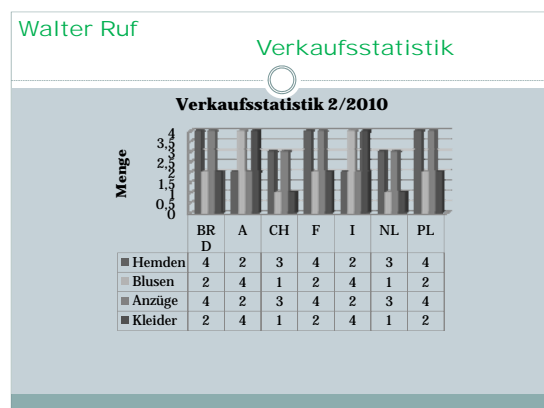 Walter Ruf
Verkaufsstatistik
Verkaufsstatistik 2/2010
Menge
4
3,5
3
2,5
2
1,5
1
0,5
0
BR
D A CH F I NL PL
Hemden 4 2 3 4 2 3 4
Blusen 2 4 1 2 4 1 2
Anzüge 4 2 3 4 2 3 4
Kleider 2 4 1 2 4 1 2